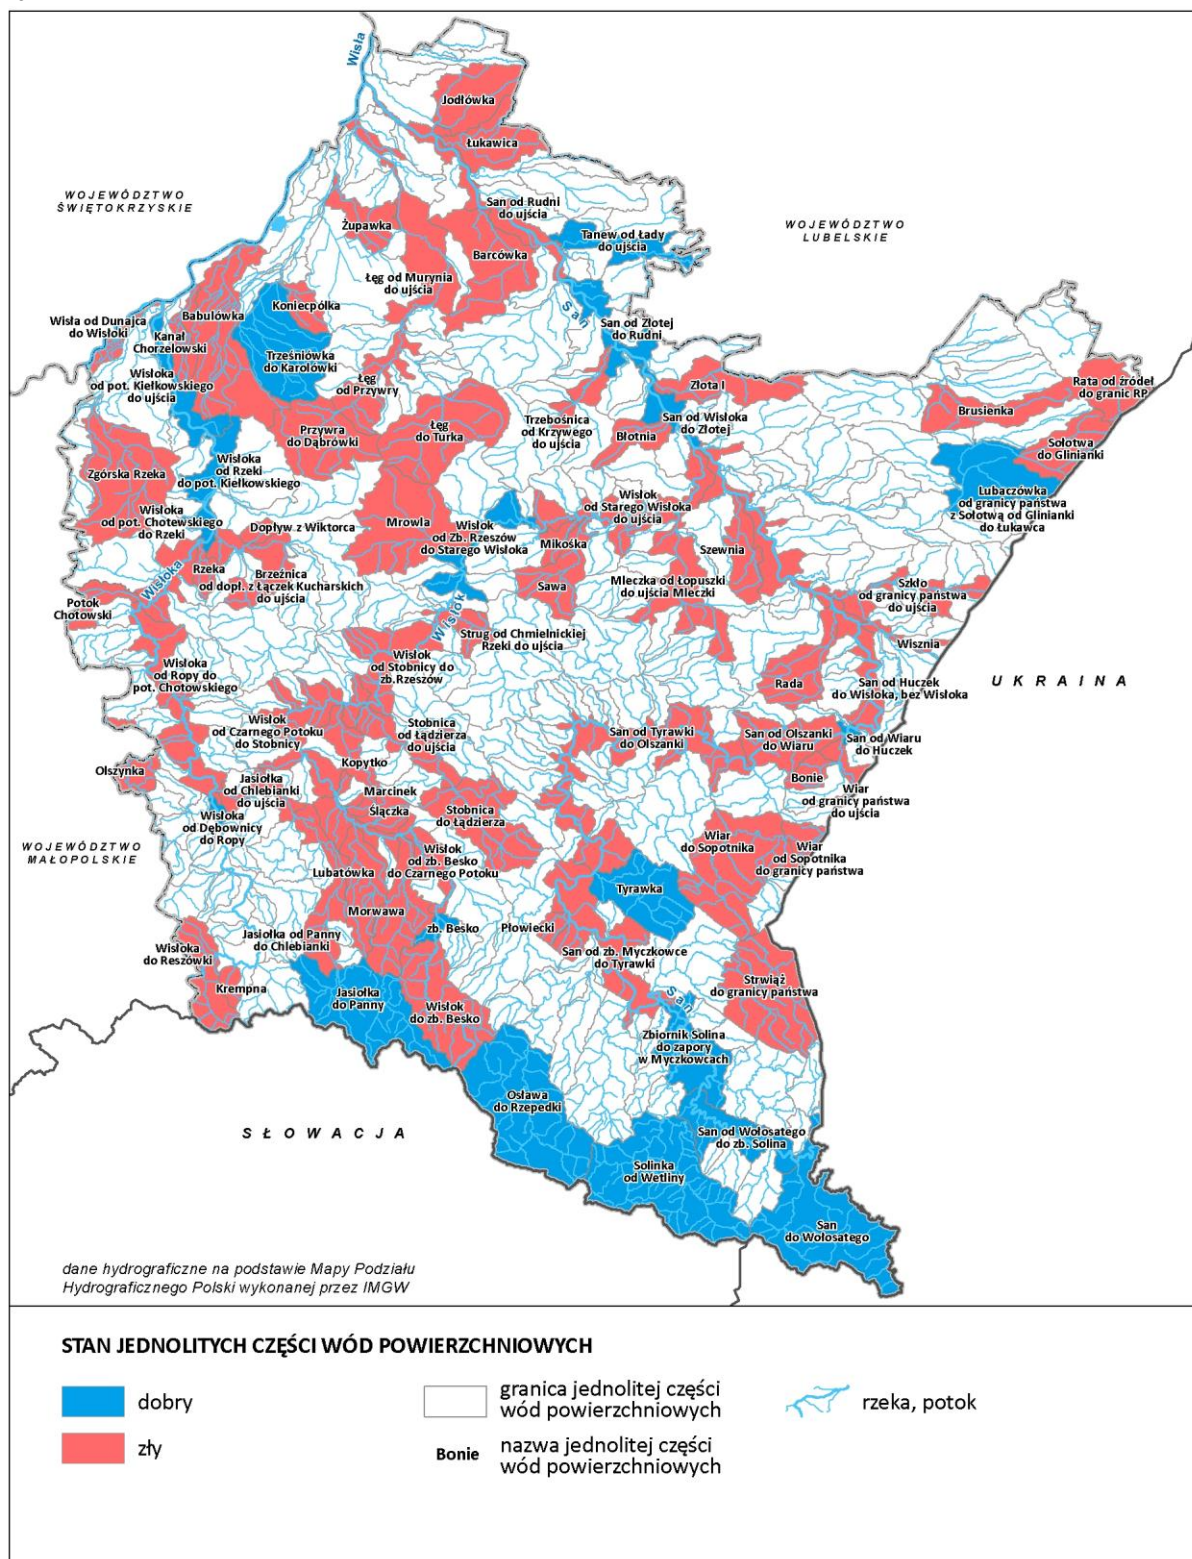 Wisła
Jodłówka
Łukawica
WOJEWÓDZTWO
ŚWIĘTOKRZYSKIE
San od Rudni
do ujścia
WOJEWÓDZTWO
LUBELSKIE
Żupawka
Tanew od Łady
do ujścia
Barcówka
Łęg od Murynia
do ujścia
Koniecpólka
San
Babulówka
Wisła od Dunajca
do Wisłoki
Kanał
Chorzelowski
San od Złotej
do Rudni
Trześniówka
do Karolówki
Wisłoka
od pot. Kiełkowskiego
do ujścia
Łęg
od Przywry
Złota I
Rata od źródeł
do granic RP
Brusienka
Trzebośnica
od Krzywego
do ujścia
San od Wisłoka
do Złotej
Przywra
do Dąbrówki
Łęg
do Turka
Błotnia
Sołotwa
do Glinianki
Zgórska Rzeka
Wisłoka
od Rzeki
do pot. Kiełkowskiego
Lubaczówka
od granicy państwa
z Sołotwą od Glinianki
do Łukawca
Wisłoka
od pot. Chotewskiego
do Rzeki
Wisłok
od Starego Wisłoka
do ujścia
Dopływ z Wiktorca
Mrowla
Wisłok
od Zb. Rzeszów
do Starego Wisłoka
Mikośka
Szewnia
Rzeka
Brzeźnica
od dopl. z Łączek Kucharskich
do ujścia
Sawa
Mleczka od Łopuszki
do ujścia Mleczki
Szkło
od granicy państwa
do ujścia
Wisłoka
Potok
Chotowski
Wisłok
Strug od Chmielnickiej
Rzeki do ujścia
Wisznia
Wisłoka
od Ropy do
pot. Chotowskiego
Wisłok
od Stobnicy do
zb.Rzeszów
Rada
San od Huczek
do Wisłoka, bez Wisłoka
UKRAINA
Wisłok
od Czarnego Potoku
do Stobnicy
Stobnica
od Łądzierza
do ujścia
San od Tyrawki
do Olszanki
San od Olszanki
do Wiaru
San od Wiaru
do Huczek
Olszynka
Kopytko
Jasiołka
od Chlebianki
do ujścia
Marcinek
Bonie
Wiar
od granicy państwa
do ujścia
Ślączka
Stobnica
do Łądzierza
Wisłoka
od Dębownicy
do Ropy
WOJEWÓDZTWO
MAŁOPOLSKIE
Wiar
do Sopotnika
Wiar
od Sopotnika
do granicy państwa
Wisłok
od zb. Besko
do Czarnego Potoku
Lubatówka
Tyrawka
Morwawa
zb. Besko
Płowiecki
Jasiołka od Panny
do Chlebianki
Wisłoka
do Reszówki
San od zb. Myczkowce
do Tyrawki
Krempna
Strwiąż
do granicy państwa
Jasiołka
do Panny
San
Wisłok
do zb. Besko
Zbiornik Solina
do zapory
w Myczkowcach
Osława
do Rzepedki
SŁOWACJA
San od Wołosatego
do zb. Solina
Solinka
od Wetliny
San
do Wołosatego
dane hydrograficzne na podstawie Mapy Podziału
Hydrograficznego Polski wykonanej przez IMGW
STAN JEDNOLITYCH CZĘŚCI WÓD POWIERZCHNIOWYCH
dobry
zły
granica jednolitej części
wód powierzchniowych
Bonie
nazwa jednolitej części
wód powierzchniowych
rzeka, potok